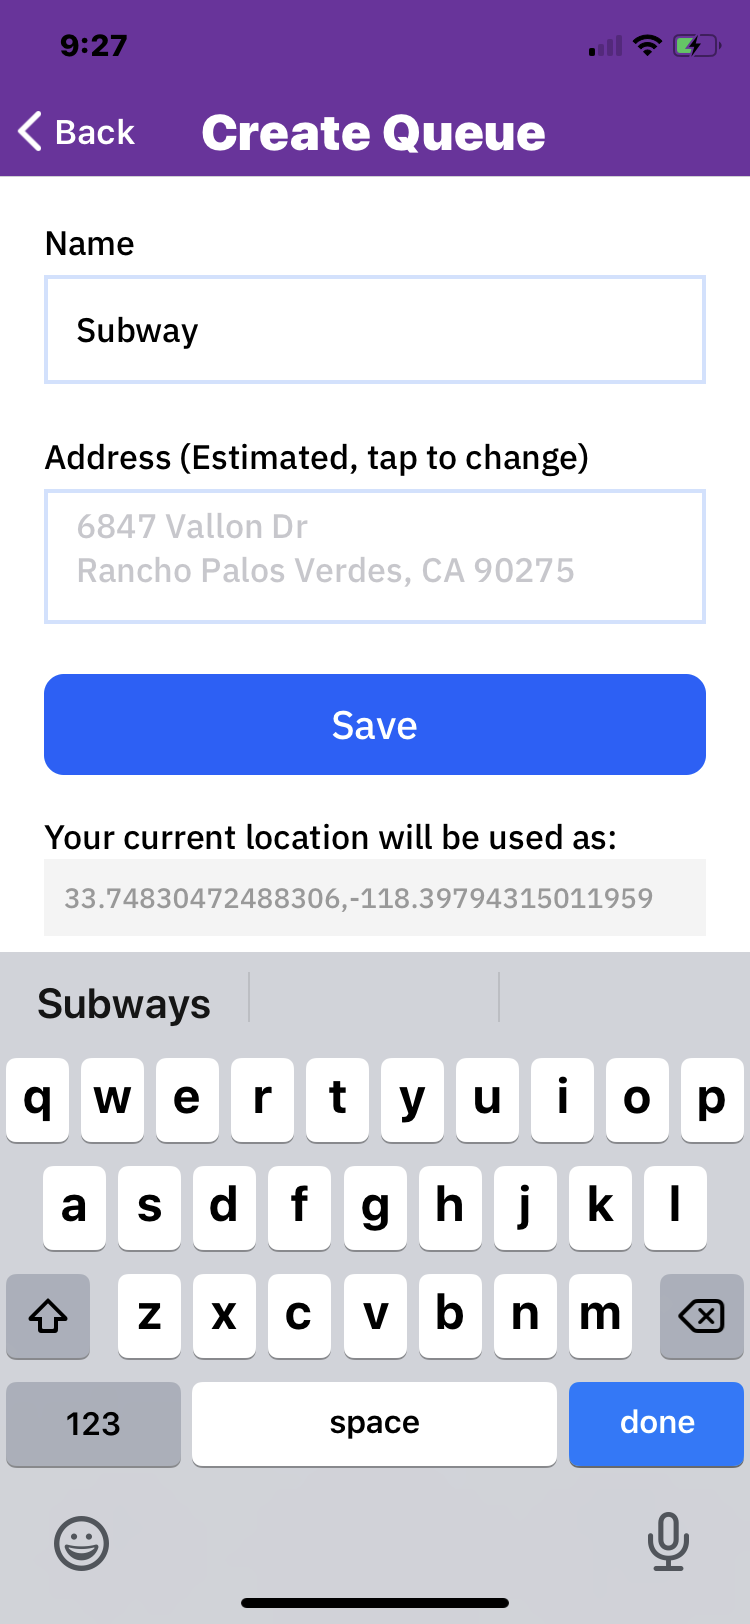 9:27
Back
Create Queue
Name
Subway
Address (Estimated, tap to change)
6847 Vallon Dr
Rancho Palos Verdes, CA 90275
Save
Your current location will be used as:
33.74830472488306,-118.39794315011959
Subways
q w e r t y u i o p
a s d f g h j k l
z x c v b n m
123 space done